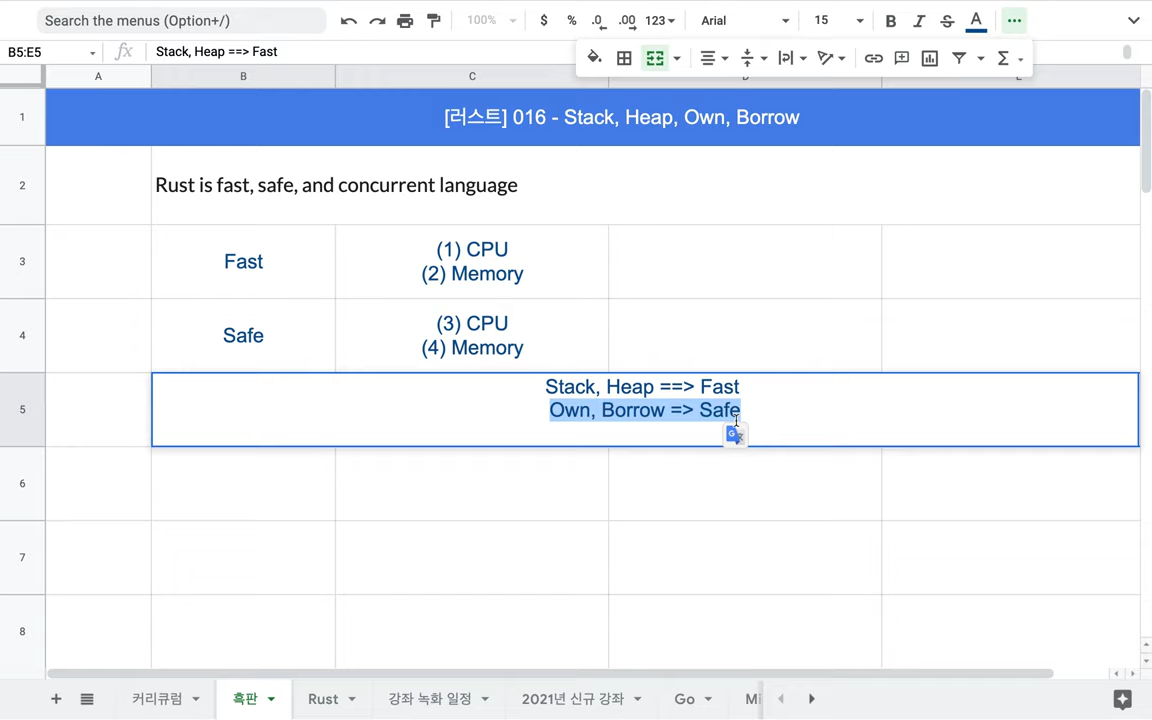 Search the menus (Option+/)
100%
$ % .0 .00 123
Arial
15
B I S A
B5:E5
fx
Stack, Heap ==> Fast
A B C D E
1
[러스트] 016 - Stack, Heap, Own, Borrow
2
Rust is fast, safe, and concurrent language
3
Fast
(1) CPU
(2) Memory
4
Safe
(3) CPU
(4) Memory
5
Stack, Heap ==> Fast
Own, Borrow => Safe
6
7
8
커리큘럼
흑판
Rust
강좌 녹화 일정
2021년 신규 강좌
Go
Mi